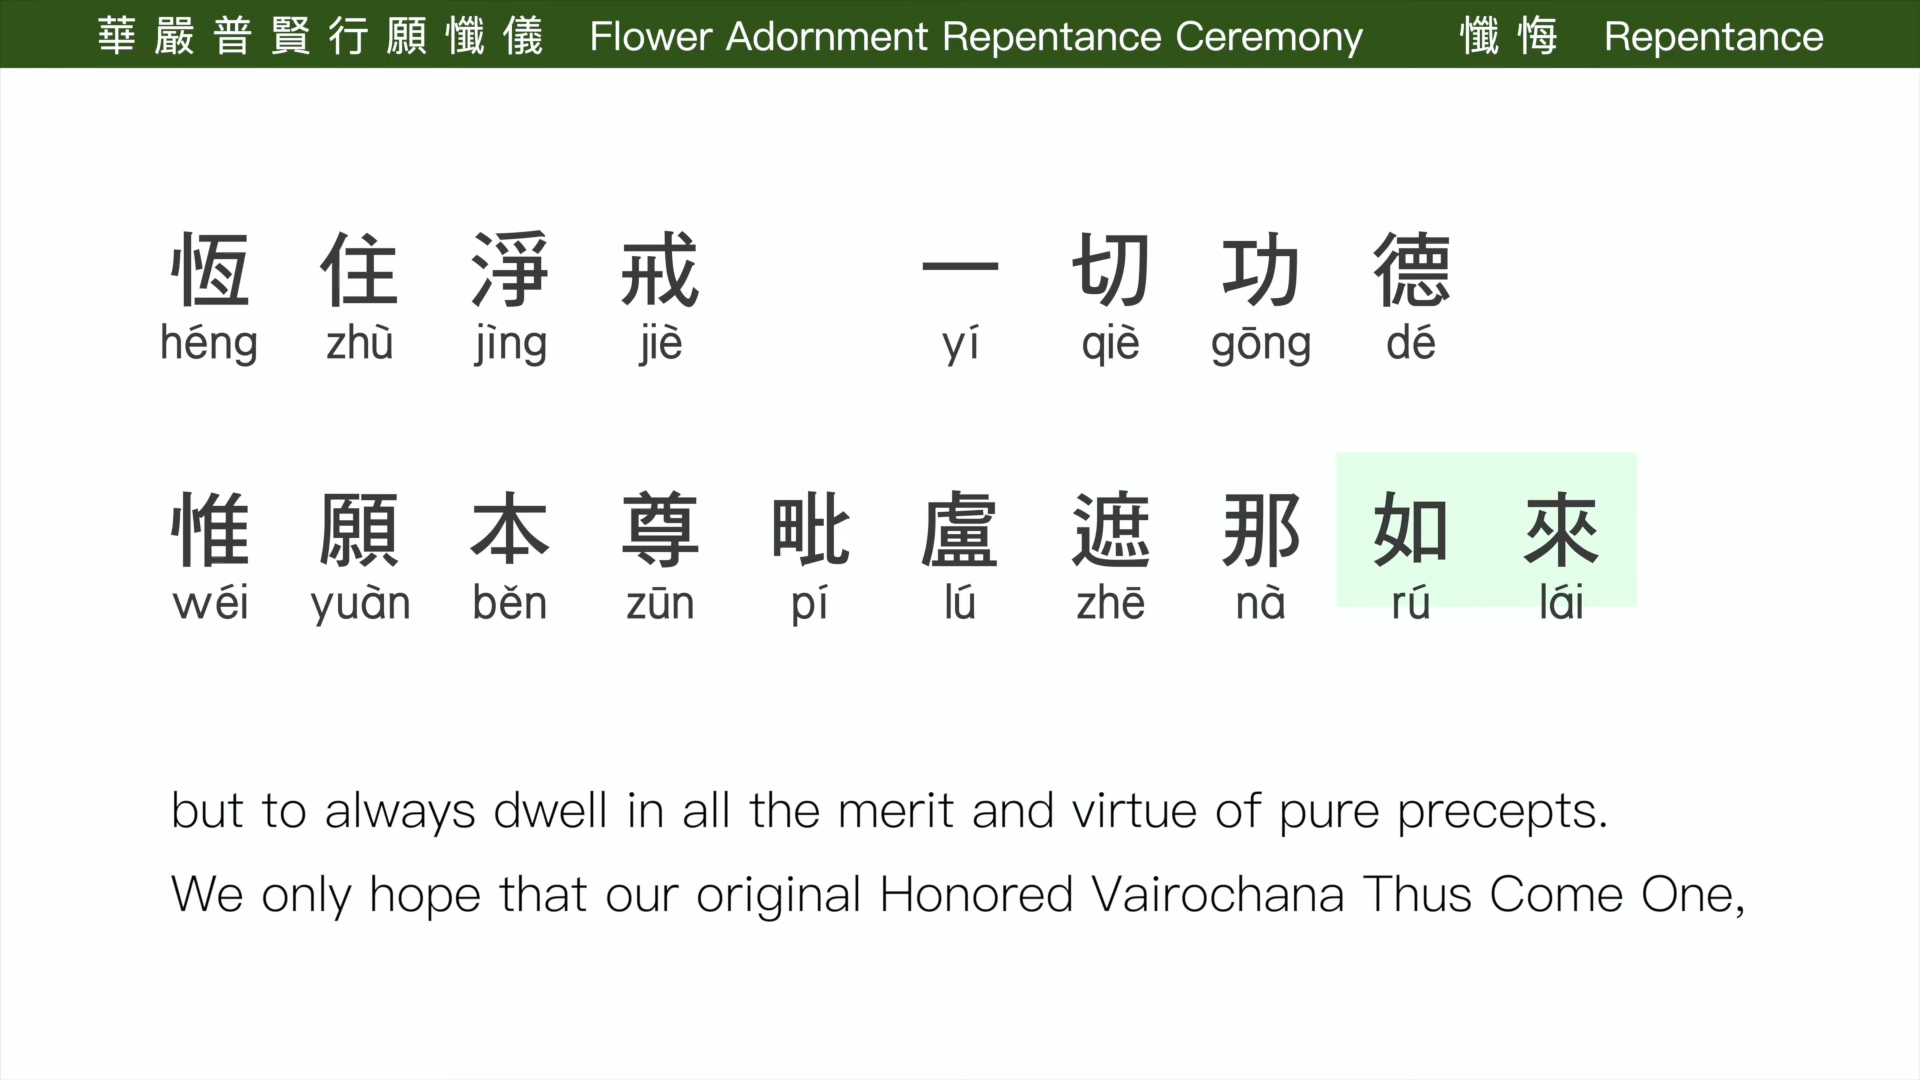 華嚴普賢行願懺儀 Flower Adornment Repentance Ceremony 懺悔 Repentance
恆住淨戒 一切功德
héng zhù jìng jiè yí qiè gōng dé
惟願本尊毗盧遮那如來
wéi yuàn běn zūn pí lú zhē nà rú lái
but to always dwell in all the merit and virtue of pure precepts.
We only hope that our original Honored Vairochana Thus Come One,